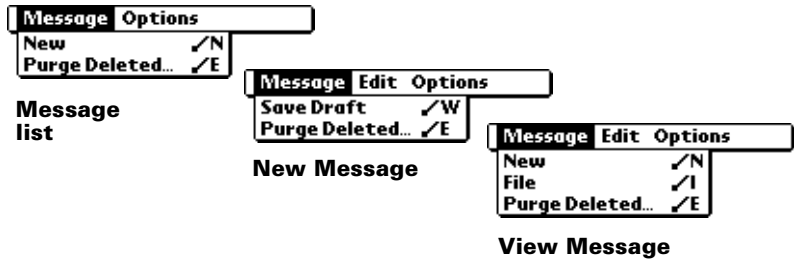 Message Options
New /N
Purge Deleted... /E
Message
list
Message Edit Options
Save Draft /W
Purge Deleted... /E
New Message
Message Edit Options
New /N
File /I
Purge Deleted... /E
View Message